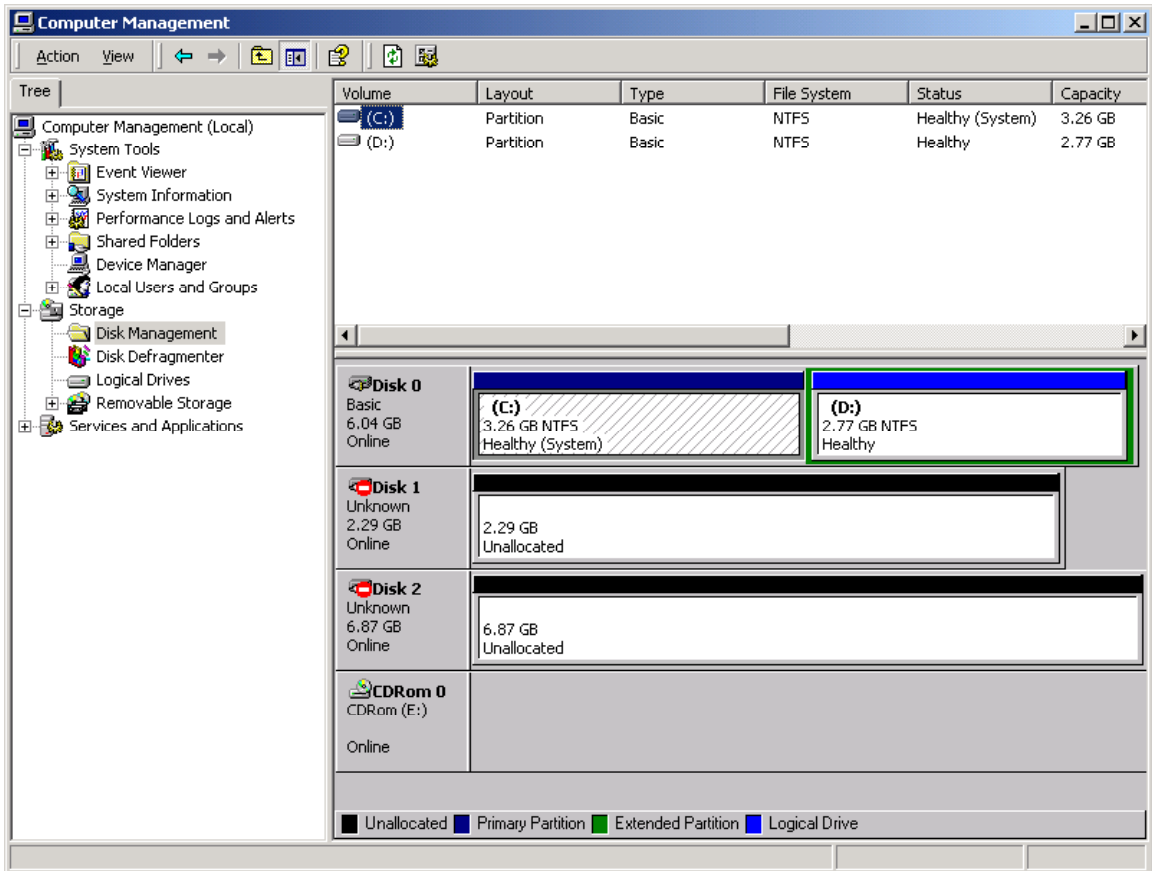 Computer Management
Action View
Tree
Computer Management (Local)
System Tools
Event Viewer
System Information
Performance Logs and Alerts
Shared Folders
Device Manager
Local Users and Groups
Storage
Disk Management
Disk Defragmenter
Logical Drives
Removable Storage
Services and Applications
Volume Layout Type File System Status Capacity
(C:) Partition Basic NTFS Healthy (System) 3.26 GB
(D:) Partition Basic NTFS Healthy 2.77 GB
Disk 0
Basic
6.04 GB
Online
(C:)
3.26 GB NTFS
Healthy (System)
(D:)
2.77 GB NTFS
Healthy
Disk 1
Unknown
2.29 GB
Online
2.29 GB
Unallocated
Disk 2
Unknown
6.87 GB
Online
6.87 GB
Unallocated
CDRom 0
CDRom (E:)
Online
Unallocated Primary Partition Extended Partition Logical Drive